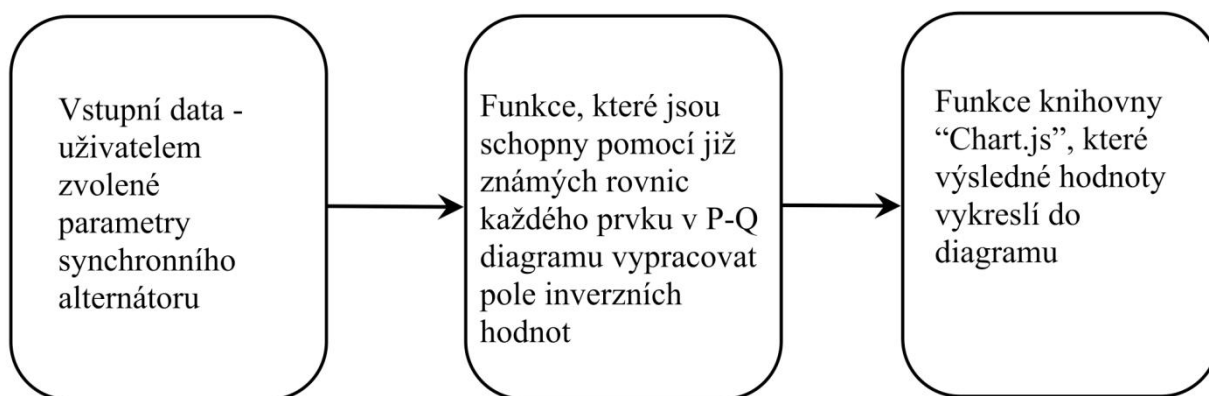 Vstupní data -
uživatelem
zvolené
parametry
synchronního
alternátoru
Funkce, které jsou
schopny pomocí již
známých rovnic
každého prvku v P-Q
diagramu vypracovat
pole inverzních
hodnot
Funkce knihovny
“Chart.js”, které
výsledné hodnoty
vykreslí do
diagramu